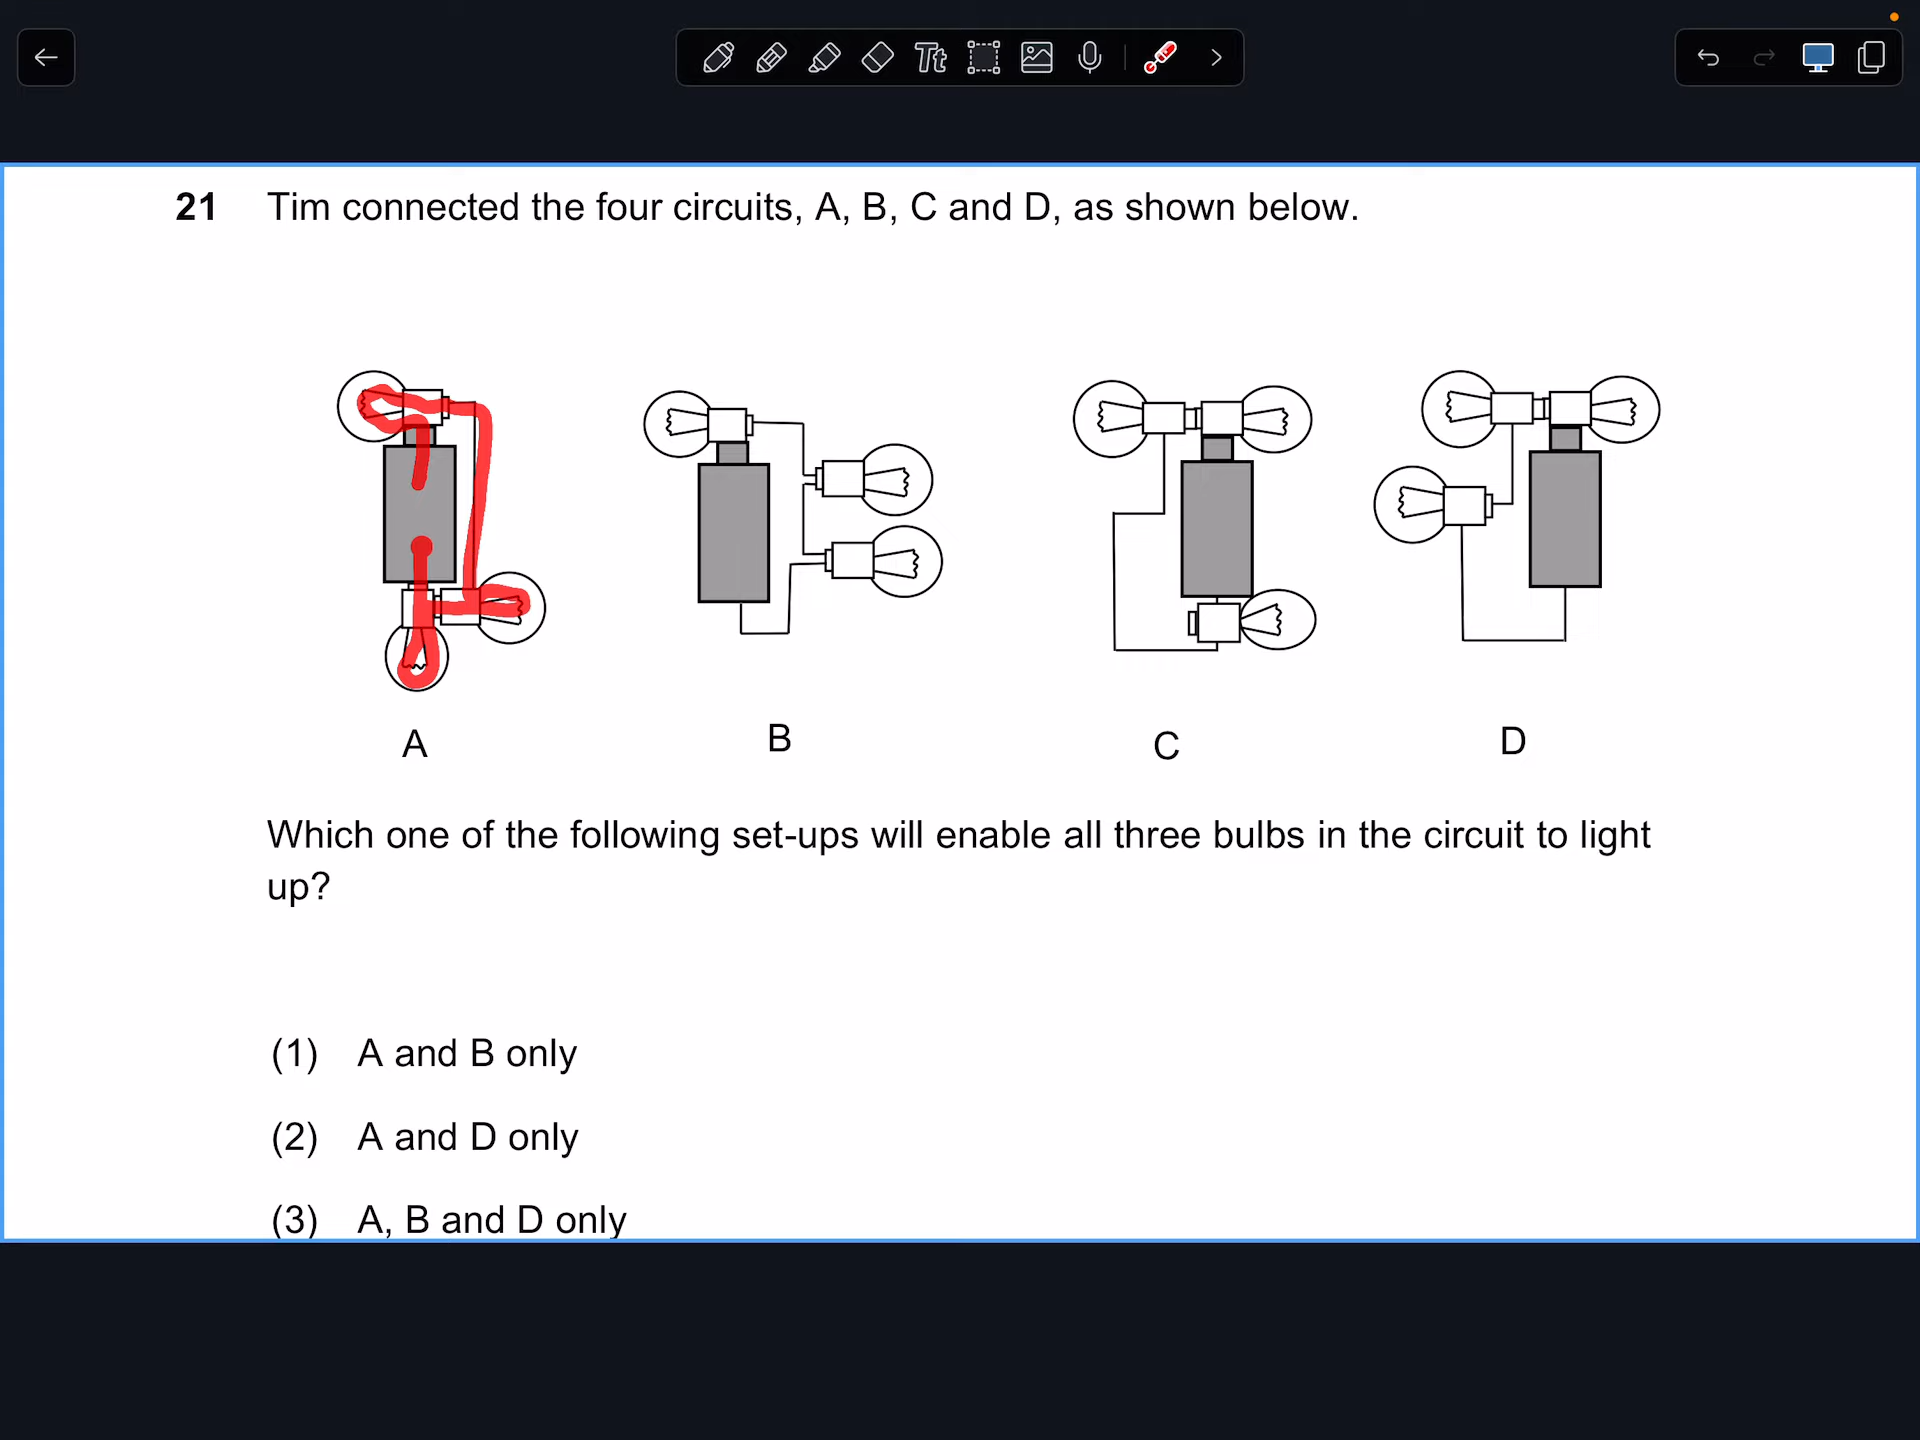 Tt
21 Tim connected the four circuits, A, B, C and D, as shown below.
A B C D
Which one of the following set-ups will enable all three bulbs in the circuit to light
up?
(1) A and B only
(2) A and D only
(3) A, B and D only